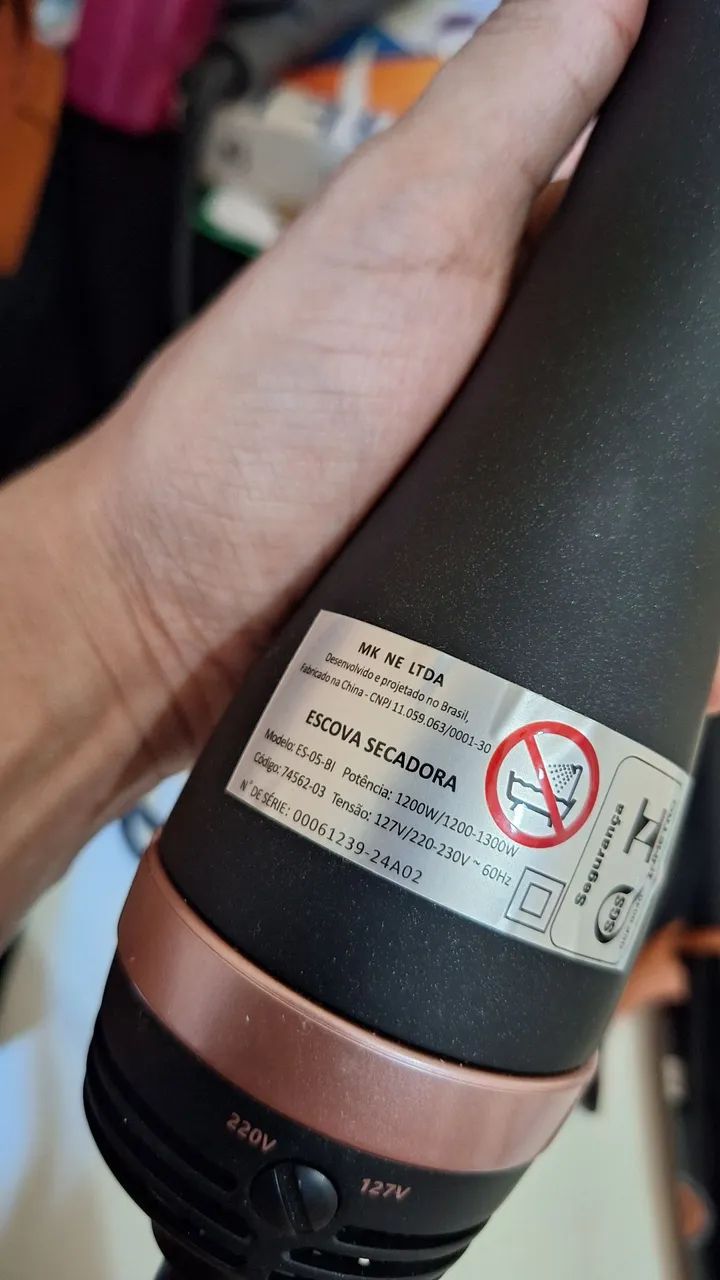 MK NE LTDA
Desenvolvido e projetado no Brasil,
Fabricado na China - CNPJ 11.059.063/0001-30
ESCOVA SECADORA
Modelo: ES-05-BI Potência: 1200W/1200-1300W
Código: 74562-03 Tensão: 127V/220-230V ~ 60Hz
N° DE SÉRIE: 00061239-24A02
Segurança
SGS
INMETRO
220V
127V